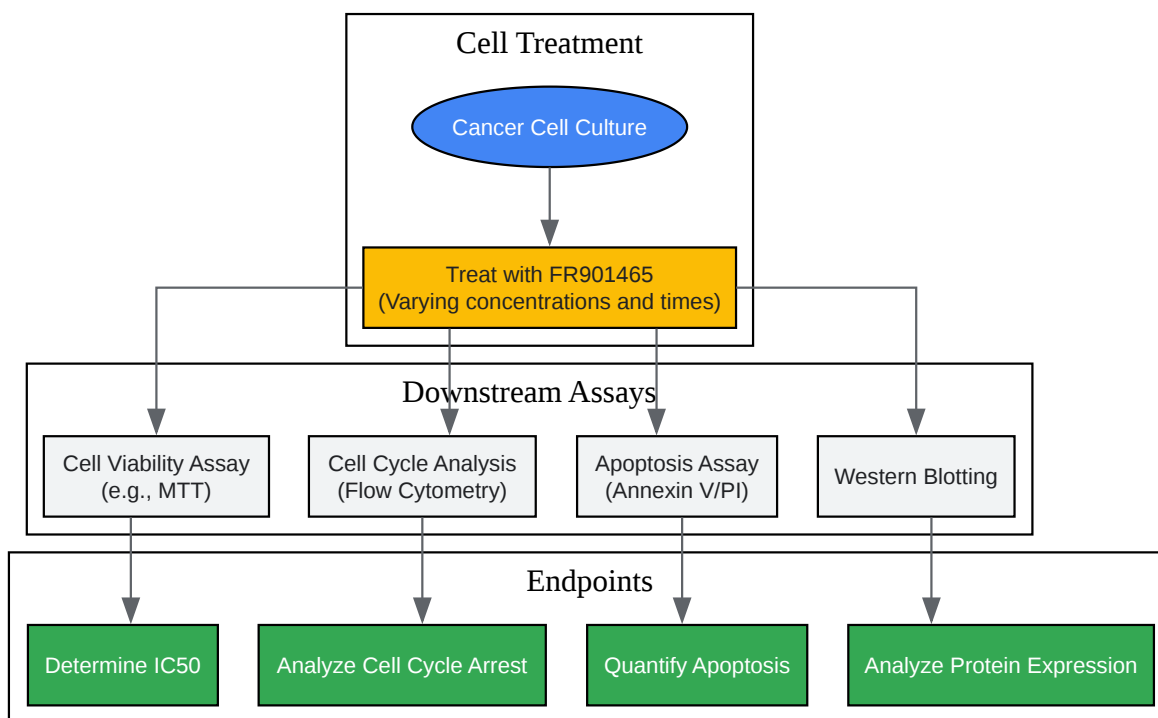 Cell Treatment
Cancer Cell Culture
Treat with FR901465
(Varying concentrations and times)
Downstream Assays
Cell Viability Assay
(e.g., MTT)
Cell Cycle Analysis
(Flow Cytometry)
Apoptosis Assay
(Annexin V/PI)
Western Blotting
Endpoints
Determine IC50
Analyze Cell Cycle Arrest
Quantify Apoptosis
Analyze Protein Expression